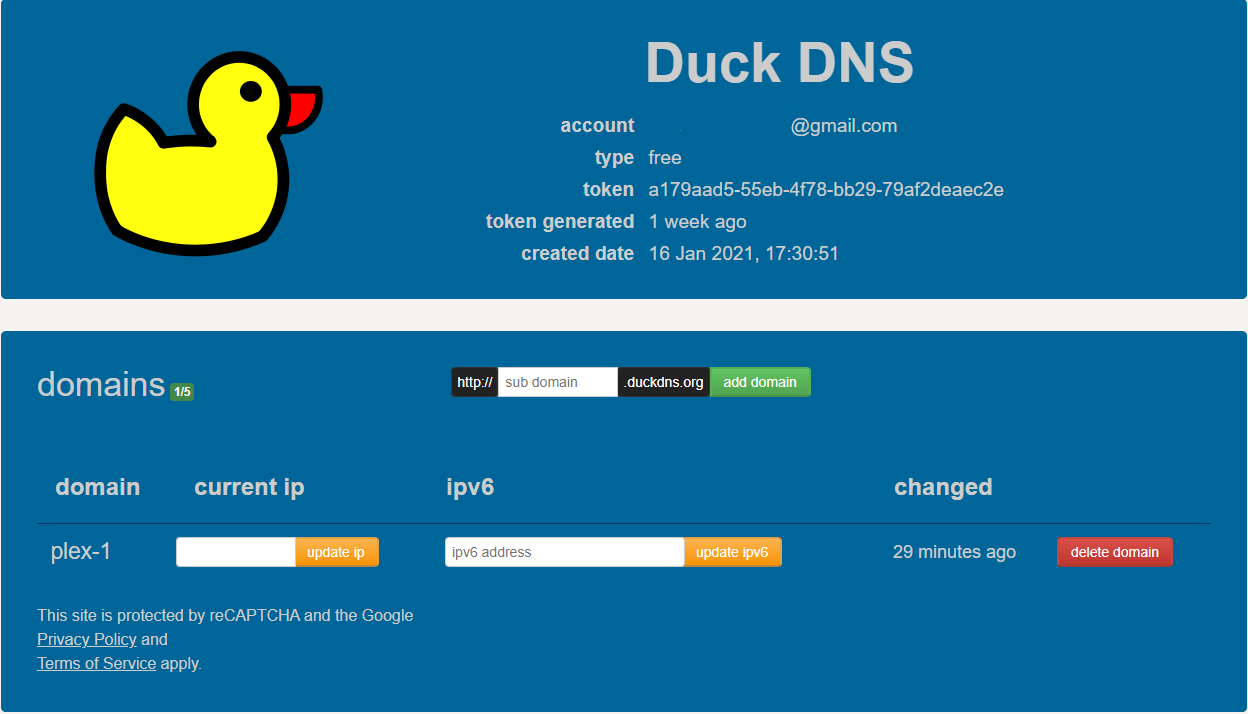 Duck DNS
account @gmail.com
type free
token a179aad5-55eb-4f78-bb29-79af2deaec2e
token generated 1 week ago
created date 16 Jan 2021, 17:30:51
domains 1/5 http:// sub domain .duckdns.org add domain
domain current ip ipv6 changed
plex-1 update ip ipv6 address update ipv6 29 minutes ago delete domain
This site is protected by reCAPTCHA and the Google
Privacy Policy and
Terms of Service apply.